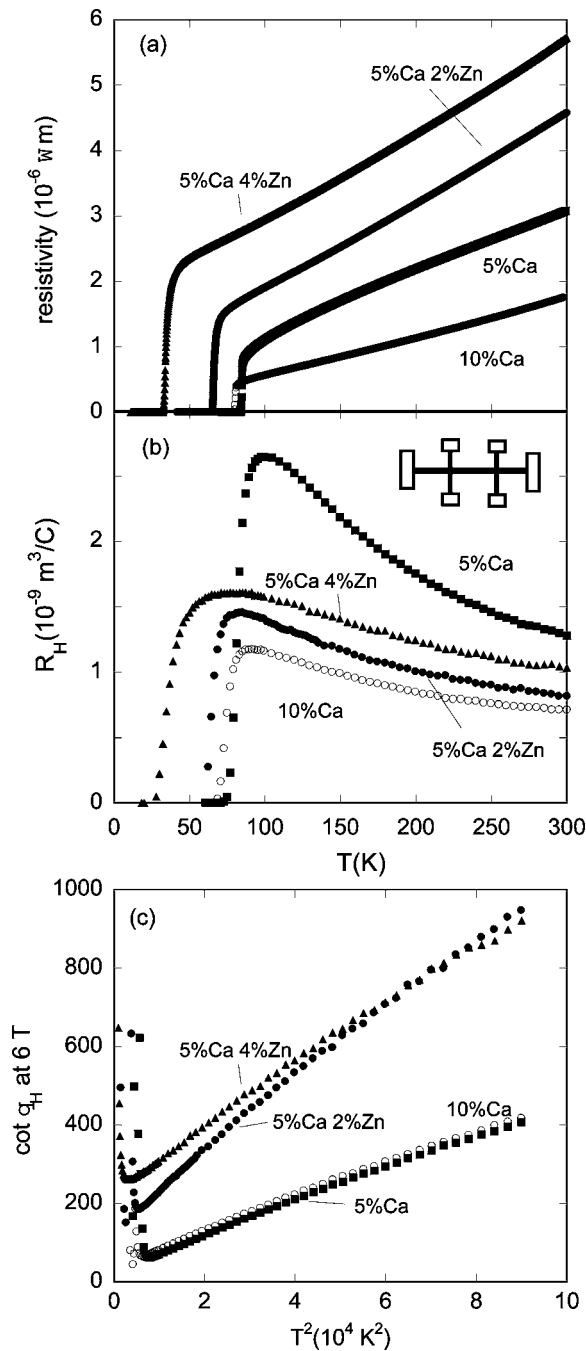 (a)
6
5
4
3
2
1
0
resistivity (10⁻⁶ ψ m)
5%Ca 2%Zn
5%Ca 4%Zn
5%Ca
10%Ca
(b)
2
1
0
R_H (10⁻⁹ m³/C)
5%Ca
5%Ca 4%Zn
10%Ca
5%Ca 2%Zn
0 50 100 150 200 250 300
T(K)
(c)
1000
800
600
400
200
0
cot q_H at 6 T
5%Ca 4%Zn
5%Ca 2%Zn
10%Ca
5%Ca
0 2 4 6 8 10
T²(10⁴ K²)